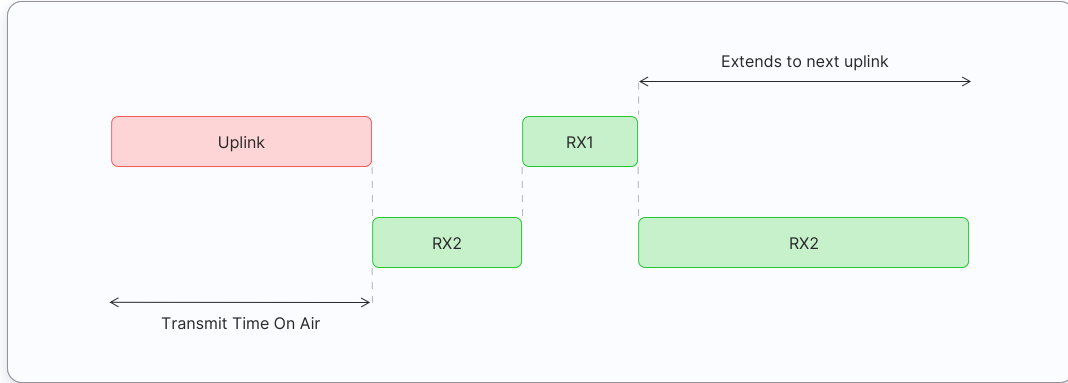 Extends to next uplink
Uplink
RX1
RX2
RX2
Transmit Time On Air